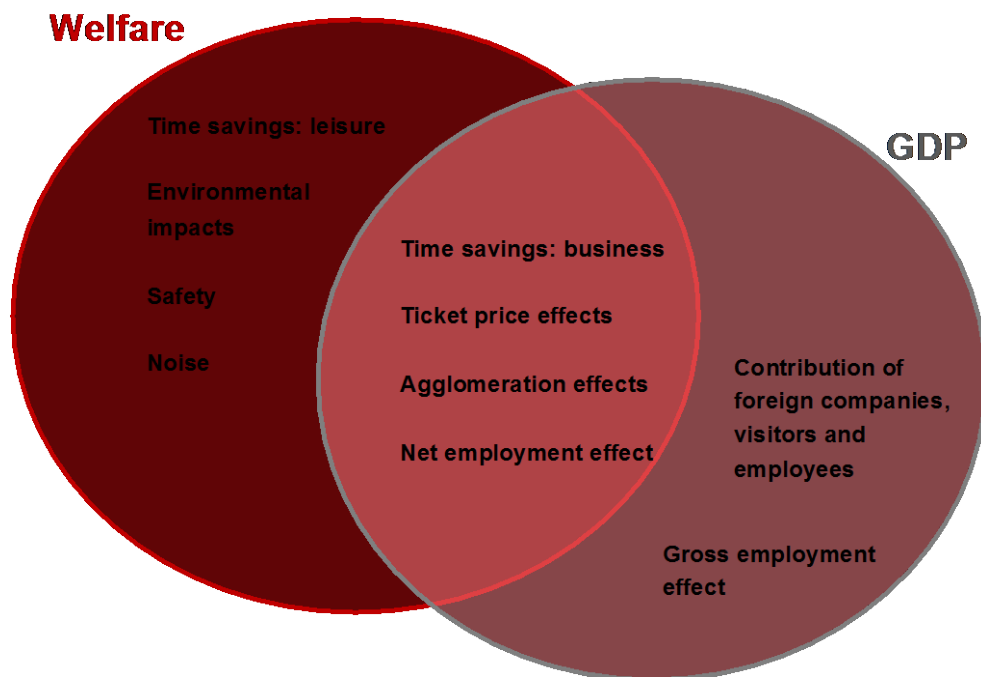 Welfare
GDP
Time savings: leisure
Environmental
impacts
Safety
Noise
Time savings: business
Ticket price effects
Agglomeration effects
Net employment effect
Contribution of
foreign companies,
visitors and
employees
Gross employment
effect